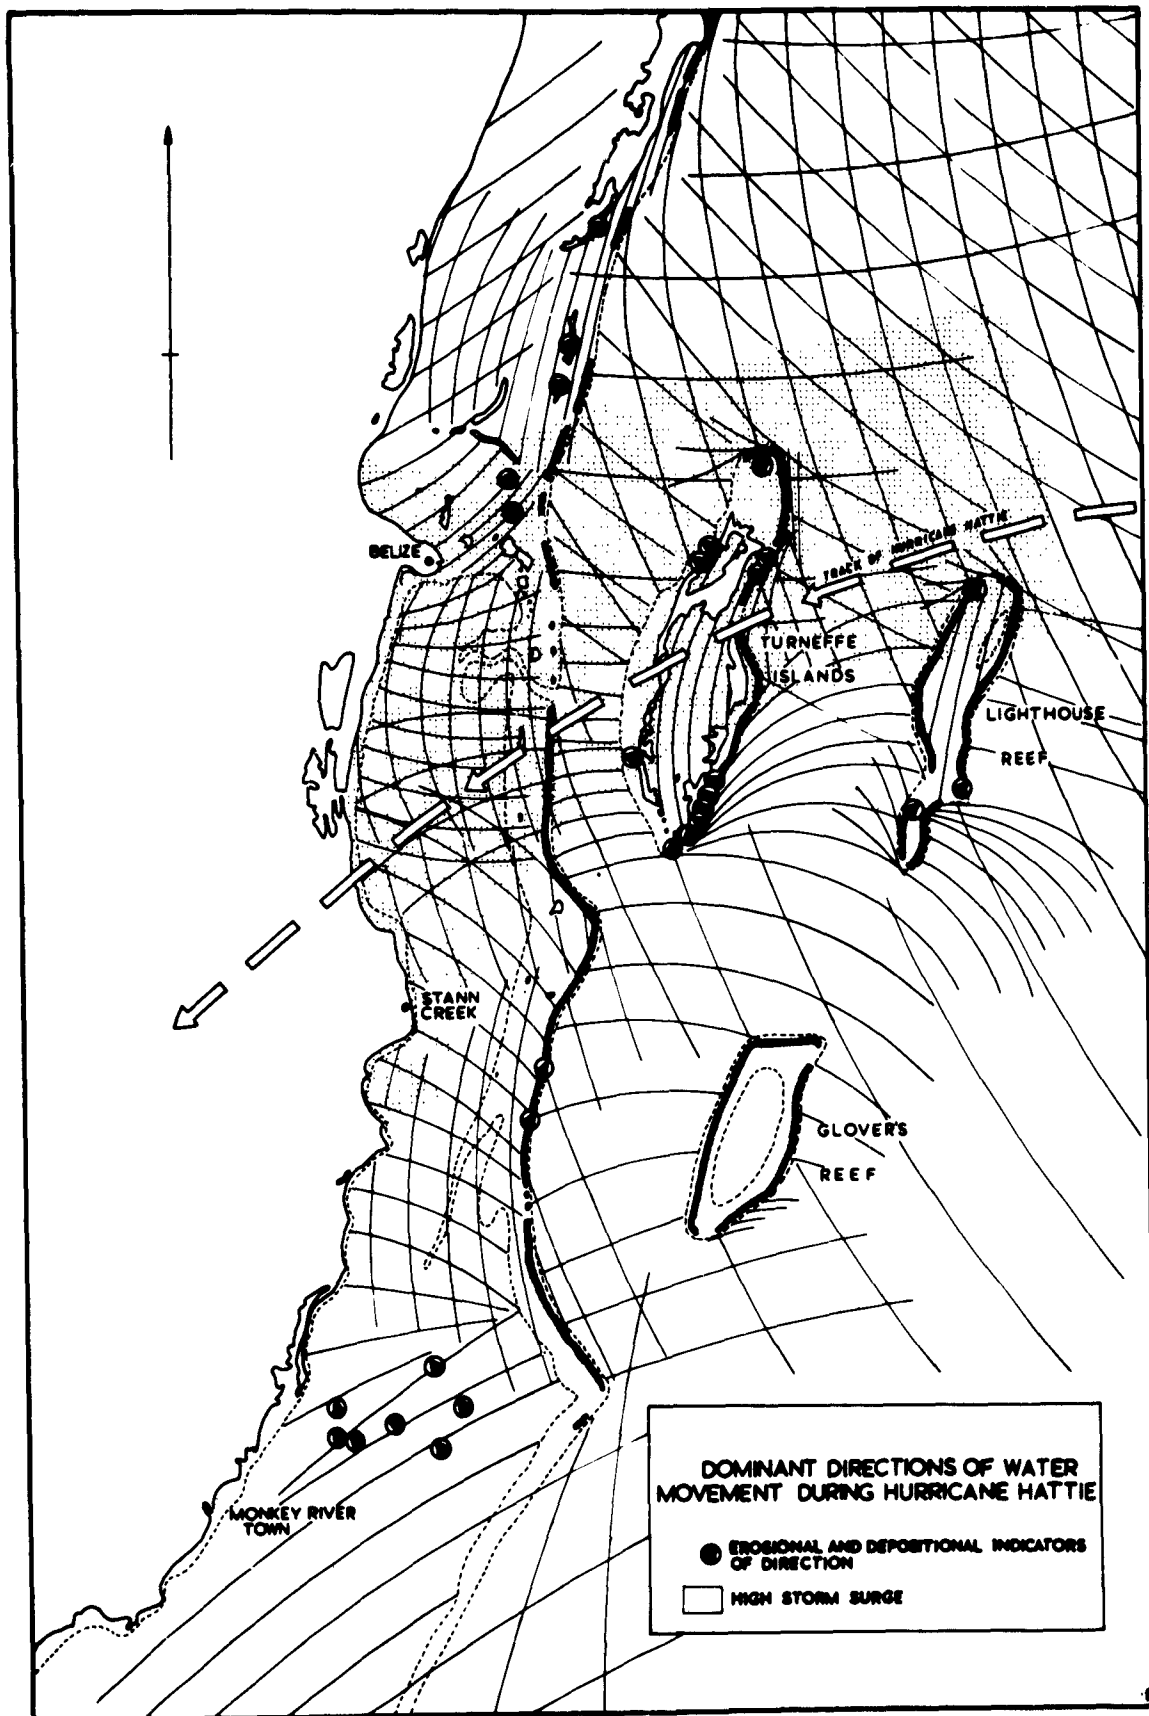 BELIZE
TRACK OF HURRICANE HATTIE
TURNEFFE
ISLANDS
LIGHTHOUSE
REEF
STANN
CREEK
GLOVER'S
REEF
MONKEY RIVER
TOWN
DOMINANT DIRECTIONS OF WATER
MOVEMENT DURING HURRICANE HATTIE
EROSIONAL AND DEPOSITIONAL INDICATORS
OF DIRECTION
HIGH STORM SURGE